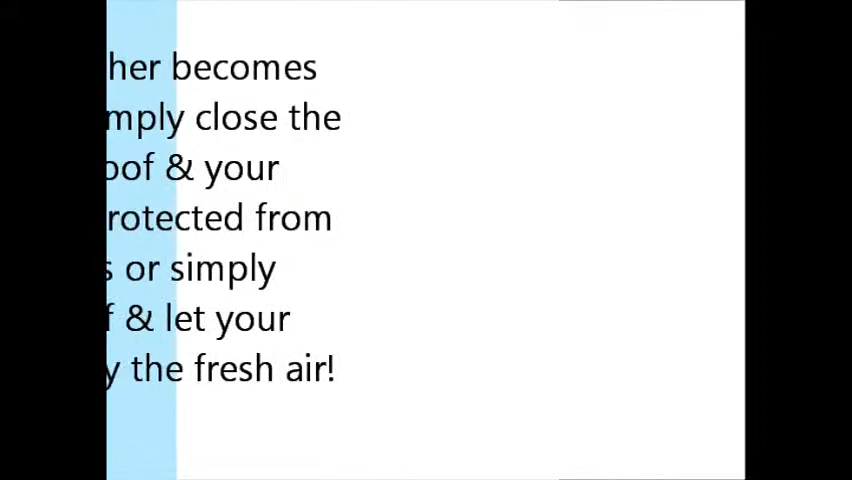 her becomes
mply close the
oof & your
rotected from
s or simply
f & let your
y the fresh air!